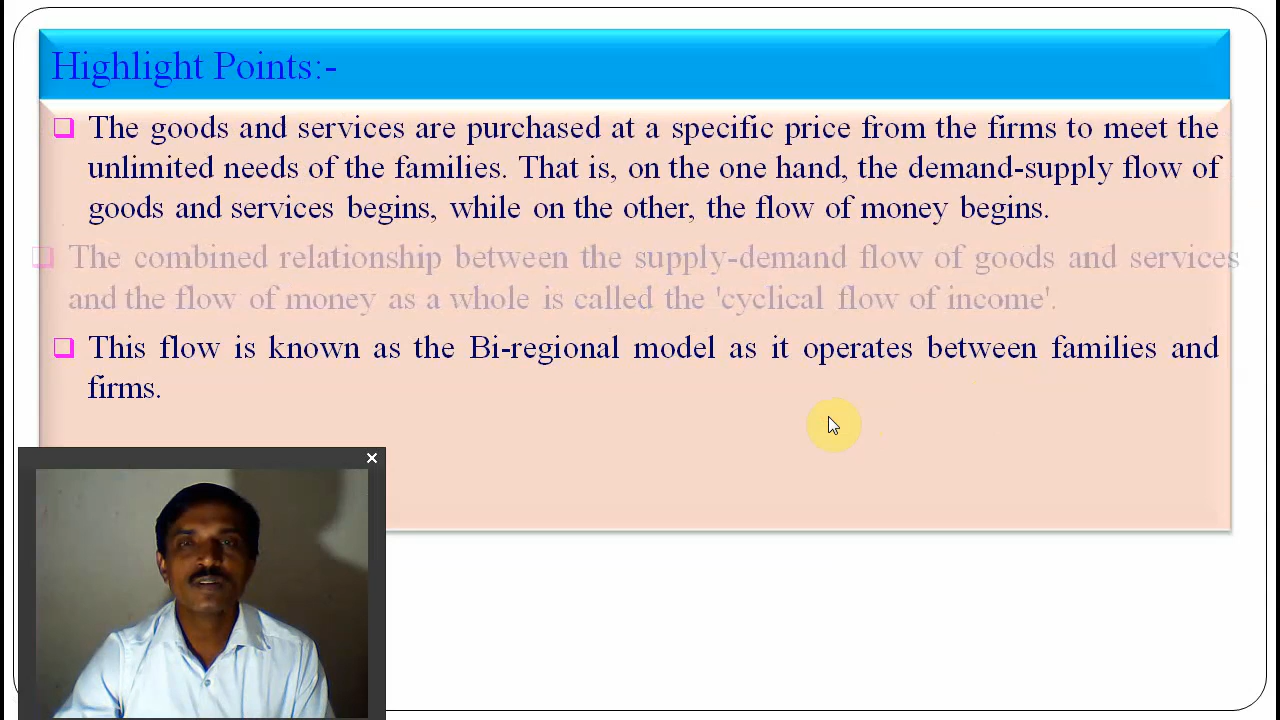 Highlight Points:-
The goods and services are purchased at a specific price from the firms to meet the
unlimited needs of the families. That is, on the one hand, the demand-supply flow of
goods and services begins, while on the other, the flow of money begins.
The combined relationship between the supply-demand flow of goods and services
and the flow of money as a whole is called the 'cyclical flow of income'.
This flow is known as the Bi-regional model as it operates between families and
firms.